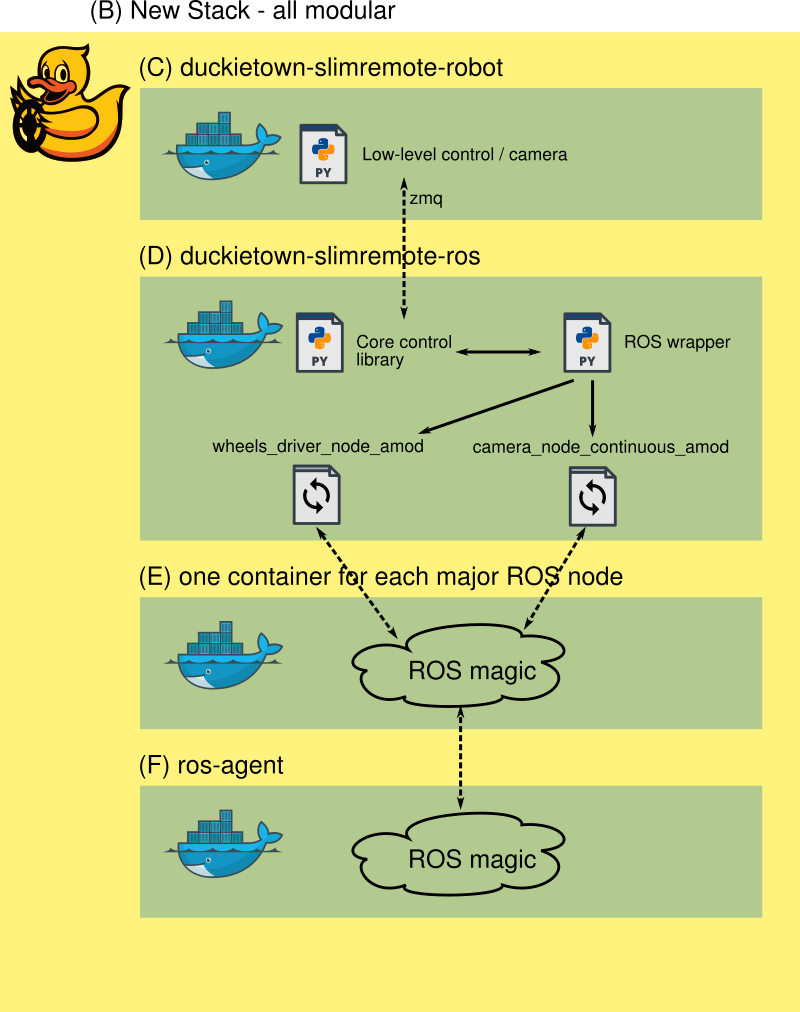 (B) New Stack - all modular
(C) duckietown-slimremote-robot
PY
Low-level control / camera
zmq
(D) duckietown-slimremote-ros
PY
Core control
library
PY
ROS wrapper
wheels_driver_node_amod
camera_node_continuous_amod
(E) one container for each major ROS node
ROS magic
(F) ros-agent
ROS magic